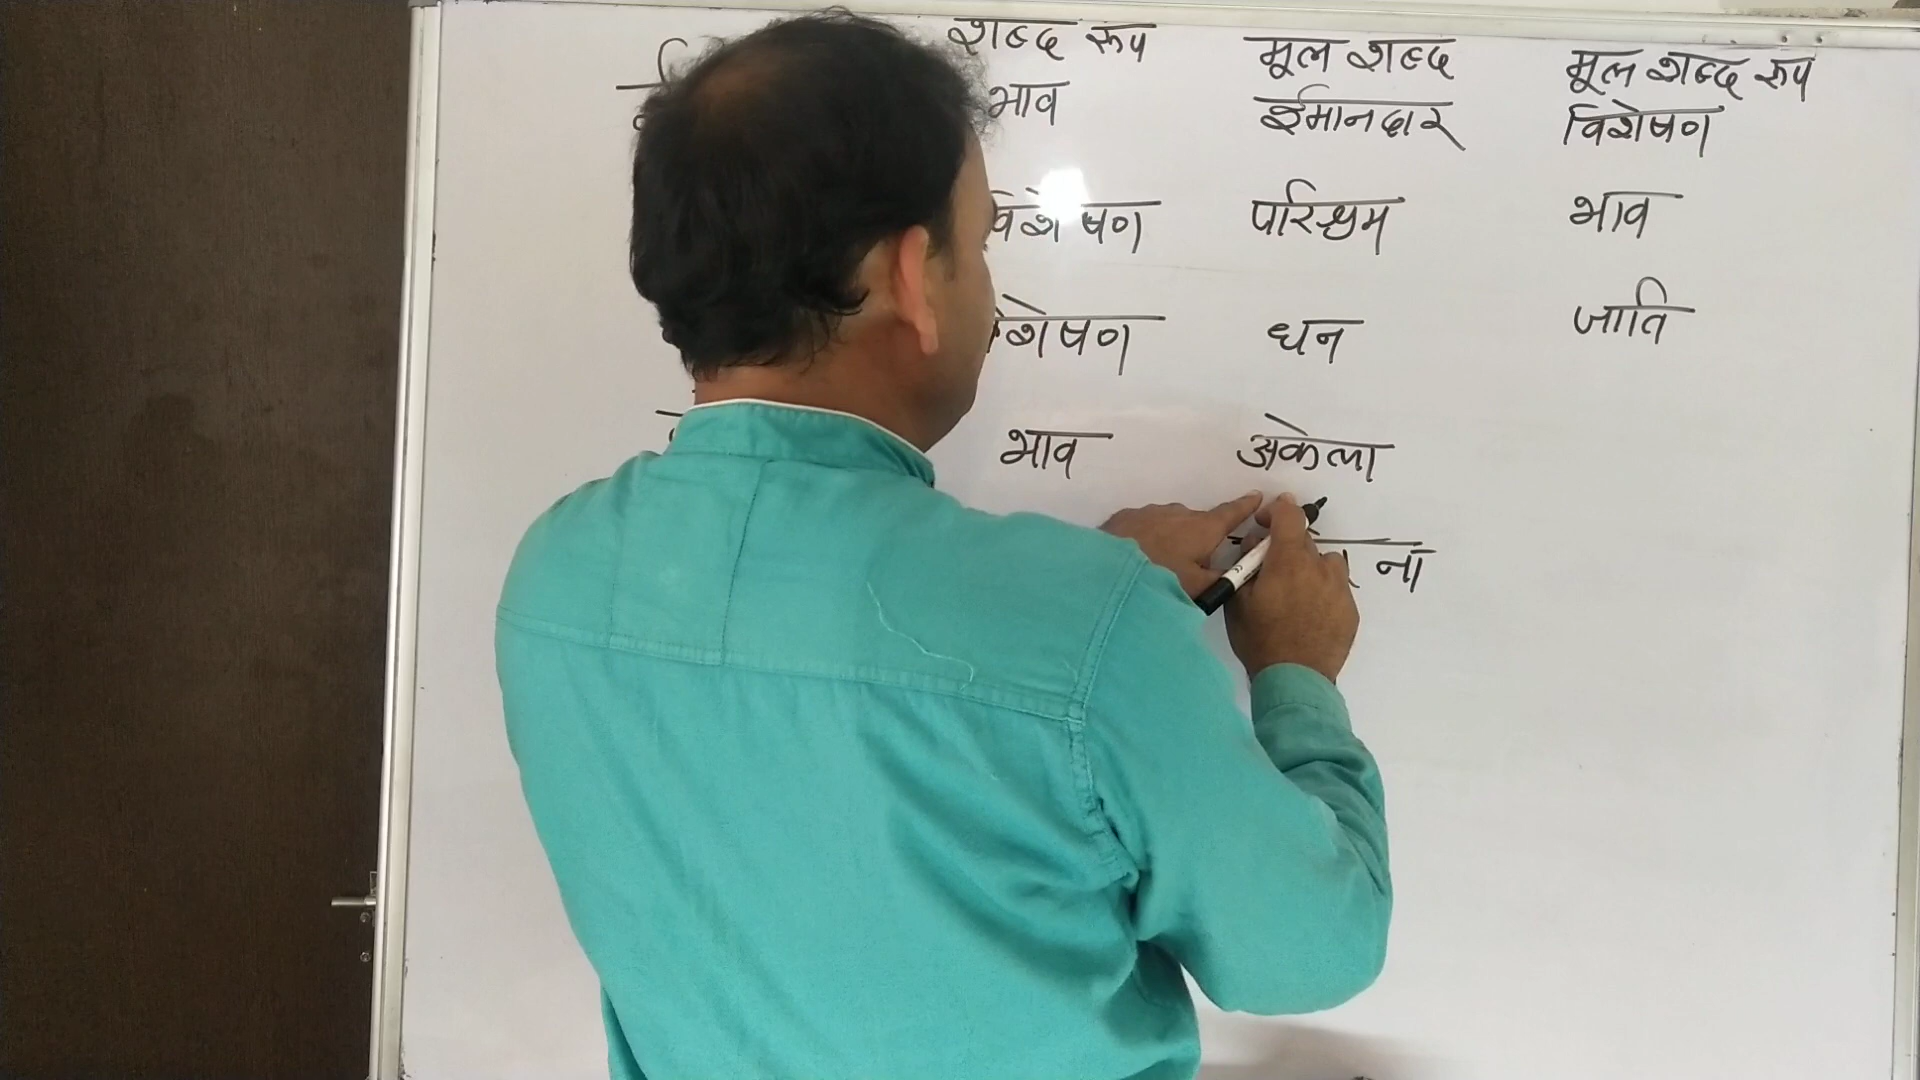 शब्द रूप मूल शब्द मूल शब्द रूप
भाव ईमानदार विशेषण
विशेषण परिश्रम भाव
विशेषण धन जाति
भाव अकेला
ना